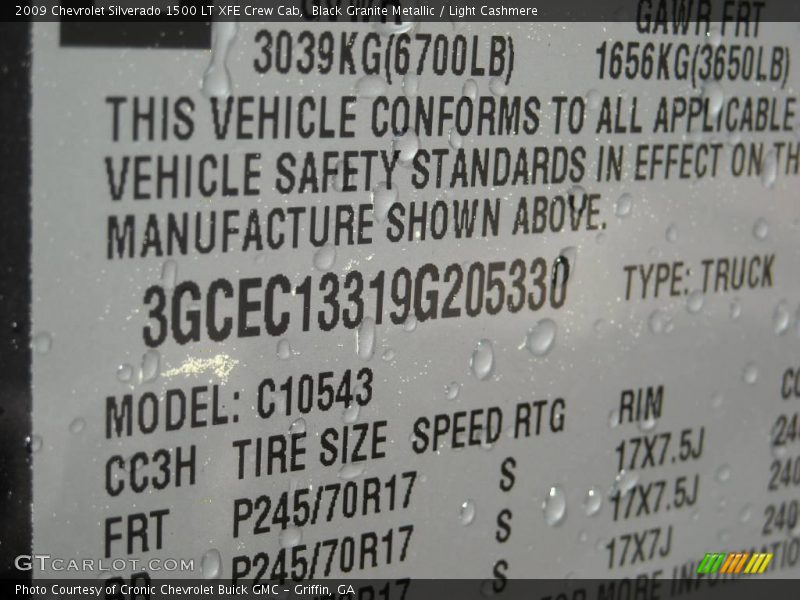 2009 Chevrolet Silverado 1500 LT XFE Crew Cab, Black Granite Metallic / Light Cashmere
GAWR FRT
3039KG(6700LB) 1656KG(3650LB)
THIS VEHICLE CONFORMS TO ALL APPLICABLE
VEHICLE SAFETY STANDARDS IN EFFECT ON TH
MANUFACTURE SHOWN ABOVE.
3GCEC13319G205330 TYPE: TRUCK
MODEL: C10543
CC3H TIRE SIZE SPEED RTG RIM
FRT P245/70R17 S 17X7.5J 240
P245/70R17 S 17X7.5J 240
S 17X7J 240
GTCARLOT.COM
Photo Courtesy of Cronic Chevrolet Buick GMC - Griffin, GA